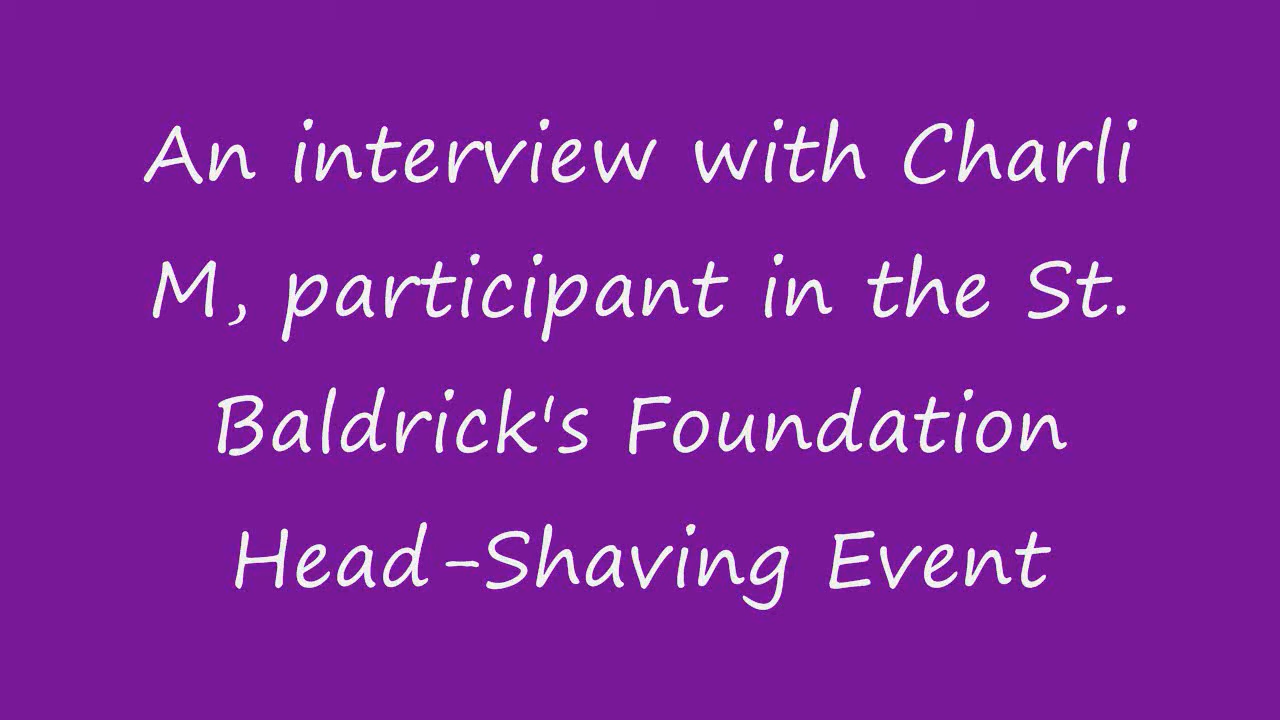 An interview with Charli
M, participant in the St.
Baldrick's Foundation
Head-Shaving Event